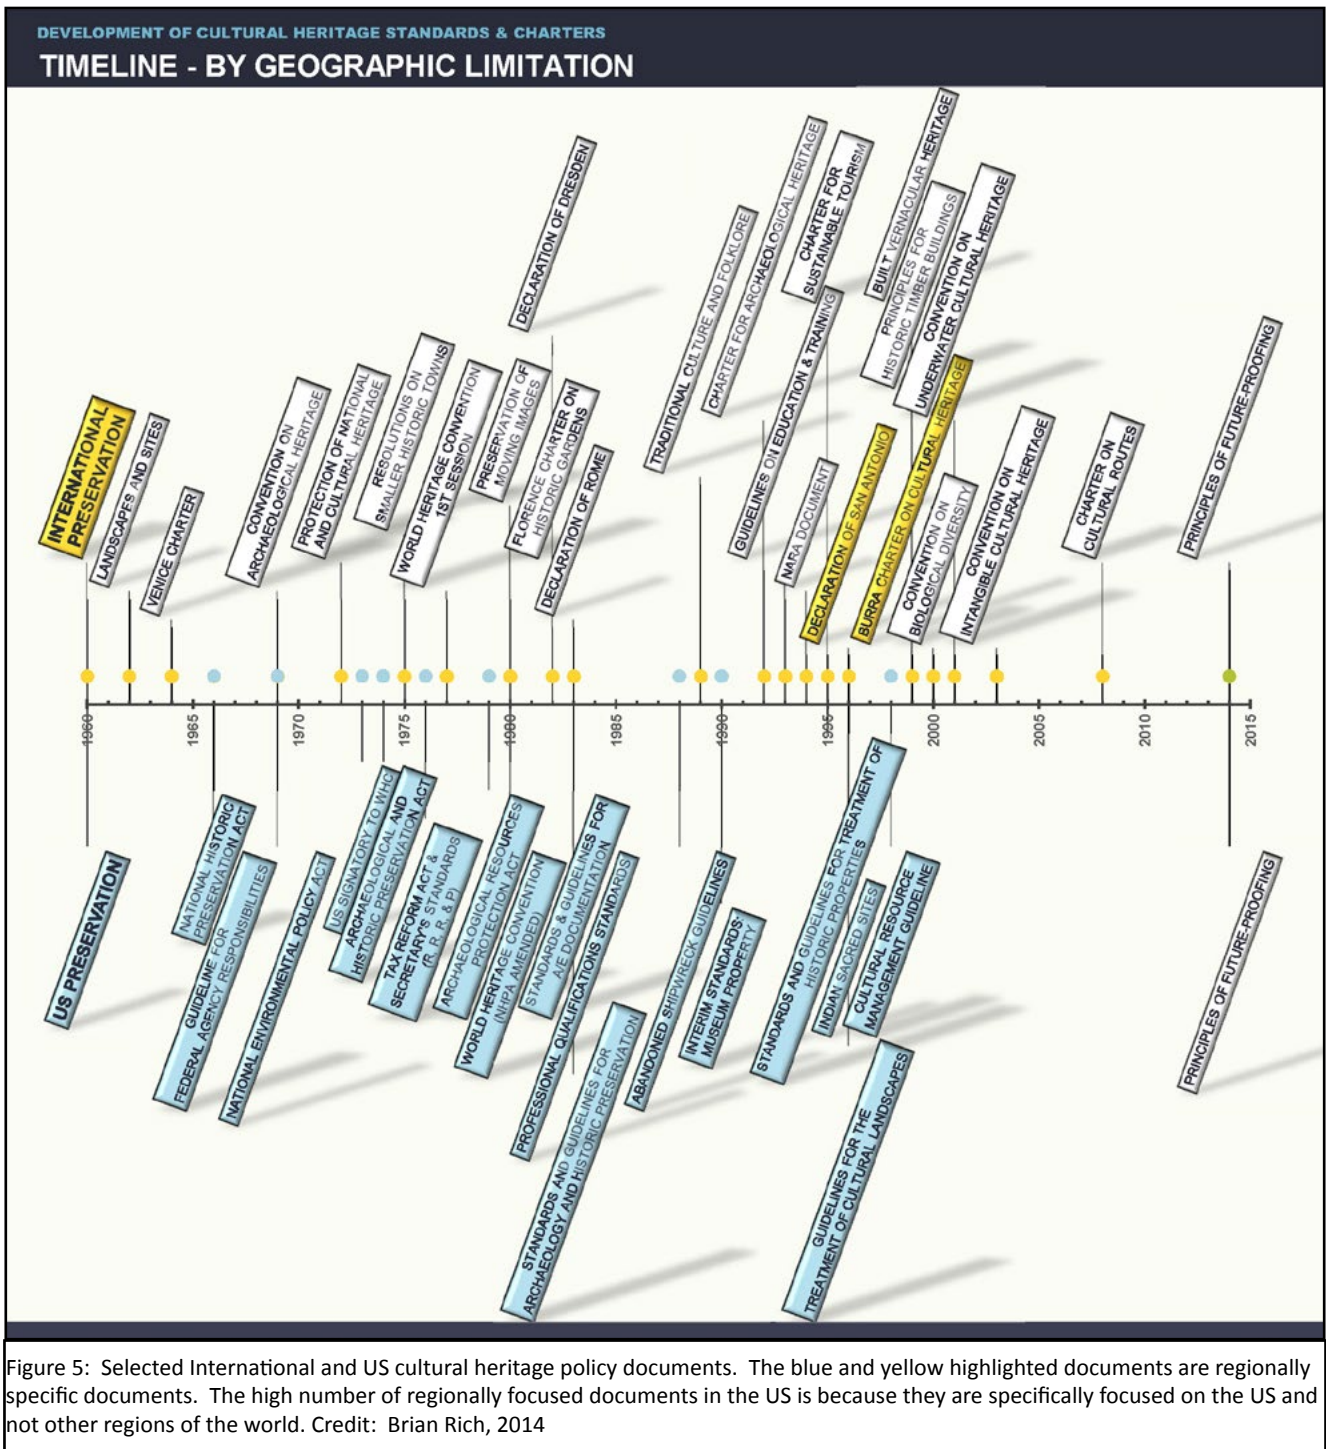 DEVELOPMENT OF CULTURAL HERITAGE STANDARDS & CHARTERS
TIMELINE - BY GEOGRAPHIC LIMITATION
INTERNATIONAL
PRESERVATION
LANDSCAPES AND SITES
VENICE CHARTER
CONVENTION ON
ARCHAEOLOGICAL HERITAGE
PROTECTION OF NATIONAL
AND CULTURAL HERITAGE
RESOLUTIONS ON
SMALLER HISTORIC TOWNS
WORLD HERITAGE CONVENTION
1ST SESSION
PRESERVATION OF
MOVING IMAGES
DECLARATION OF DRESDEN
FLORENCE CHARTER ON
HISTORIC GARDENS
DECLARATION OF ROME
TRADITIONAL CULTURE AND FOLKLORE
CHARTER FOR ARCHAEOLOGICAL HERITAGE
GUIDELINES ON EDUCATION & TRAINING
NARA DOCUMENT
CHARTER FOR
SUSTAINABLE TOURISM
DECLARATION OF SAN ANTONIO
BURRA CHARTER ON CULTURAL HERITAGE
BUILT VERNACULAR HERITAGE
PRINCIPLES FOR
HISTORIC TIMBER BUILDINGS
CONVENTION ON
UNDERWATER CULTURAL HERITAGE
CONVENTION ON
BIOLOGICAL DIVERSITY
CONVENTION ON
INTANGIBLE CULTURAL HERITAGE
CHARTER ON
CULTURAL ROUTES
PRINCIPLES OF FUTURE-PROOFING
1960
1965
1970
1975
1980
1985
1990
1995
2000
2005
2010
2015
US PRESERVATION
NATIONAL HISTORIC
PRESERVATION ACT
GUIDELINE FOR
FEDERAL AGENCY RESPONSIBILITIES
NATIONAL ENVIRONMENTAL POLICY ACT
US SIGNATORY TO WHC
ARCHAEOLOGICAL AND
HISTORIC PRESERVATION ACT
TAX REFORM ACT &
SECRETARY'S STANDARDS
(R, R, R, & P)
ARCHAEOLOGICAL RESOURCES
PROTECTION ACT
WORLD HERITAGE CONVENTION
(NHPA AMENDED)
STANDARDS & GUIDELINES FOR
A/E DOCUMENTATION
PROFESSIONAL QUALIFICATIONS STANDARDS
STANDARDS AND GUIDELINES FOR
ARCHAEOLOGY AND HISTORIC PRESERVATION
ABANDONED SHIPWRECK GUIDELINES
INTERIM STANDARDS:
MUSEUM PROPERTY
STANDARDS AND GUIDELINES FOR TREATMENT OF
HISTORIC PROPERTIES
INDIAN SACRED SITES
CULTURAL RESOURCE
MANAGEMENT GUIDELINE
GUIDELINES FOR THE
TREATMENT OF CULTURAL LANDSCAPES
PRINCIPLES OF FUTURE-PROOFING
Figure 5: Selected International and US cultural heritage policy documents. The blue and yellow highlighted documents are regionally
specific documents. The high number of regionally focused documents in the US is because they are specifically focused on the US and
not other regions of the world. Credit: Brian Rich, 2014